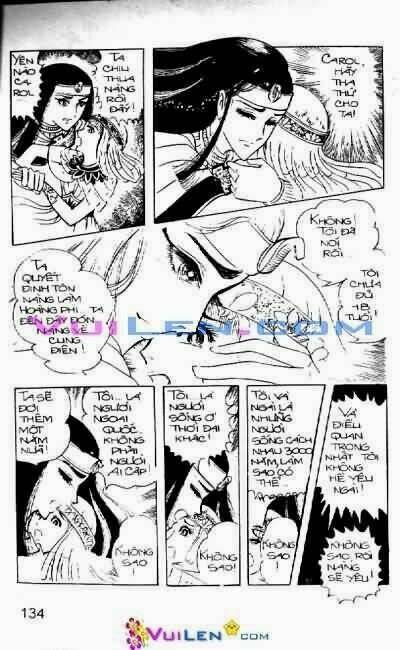 YÊN
NÀO
CA
ROL
TA
CHỊU
THUA
NÀNG
RỒI
ĐẤY!
CAROL,
HÃY
THA
THỨ
CHO
TA!
KHÔNG!
TÔI ĐÃ
NÓI
RỒI
TÔI
CHƯA
ĐỦ
18
TUỔI
TA
QUYẾT
ĐỊNH TÔN
NÀNG LÀM
HOÀNG PHI. TA
ĐẾN ĐÂY ĐÓN
NÀNG VỀ
CUNG
ĐIỆN!
VUILEN.COM
TA SẼ
ĐỢI
THÊM
MỘT
NĂM
NỮA!
TÔI... LÀ
NGƯỜI
NGOẠI
QUỐC
KHÔNG
PHẢI
NGƯỜI
AI CẬP
KHÔNG
SAO!
TÔI... LÀ
NGƯỜI
SỐNG Ở
THỜI ĐẠI
KHÁC!
KHÔNG
SAO!
TÔI VÀ
NGÀI LÀ
NHỮNG
NGƯỜI
SỐNG CÁCH
NHAU 3000
NĂM, LÀM
SAO CÓ
THỂ...
KHÔNG
SAO!
VÀ
ĐIỀU
QUAN
TRỌNG
NHẤT TÔI
KHÔNG
HỀ YÊU
NGÀI!
KHÔNG
SAO, RỒI
NÀNG
SẼ YÊU!
134
VUILEN.COM